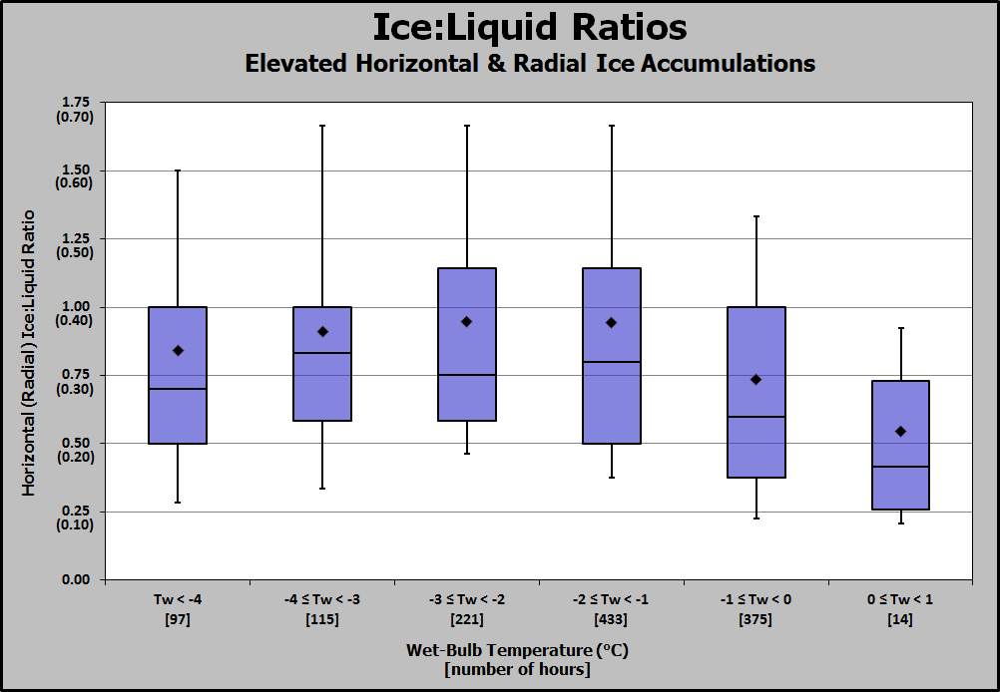 Ice:Liquid Ratios
Elevated Horizontal & Radial Ice Accumulations
Horizontal (Radial) Ice:Liquid Ratio
1.75
(0.70)
1.50
(0.60)
1.25
(0.50)
1.00
(0.40)
0.75
(0.30)
0.50
(0.20)
0.25
(0.10)
0.00
Tw < -4
[97]
-4 ≤ Tw < -3
[115]
-3 ≤ Tw < -2
[221]
-2 ≤ Tw < -1
[433]
-1 ≤ Tw < 0
[375]
0 ≤ Tw < 1
[14]
Wet-Bulb Temperature (°C)
[number of hours]